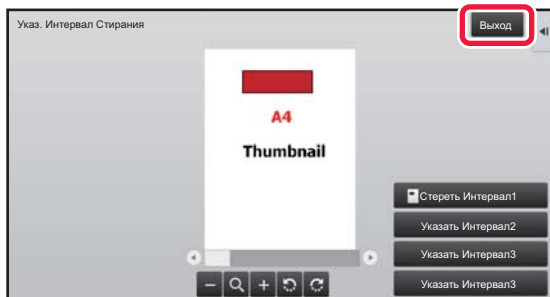 Указ. Интервал Стирания
Выход
A4
Thumbnail
Стереть Интервал1
Указать Интервал2
Указать Интервал3
Указать Интервал3